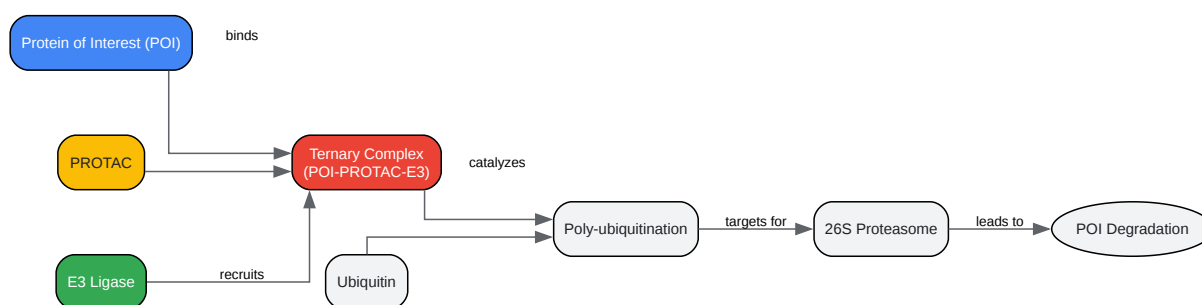 Protein of Interest (POI)
binds
PROTAC
Ternary Complex
(POI-PROTAC-E3)
catalyzes
Poly-ubiquitination
targets for
26S Proteasome
leads to
POI Degradation
E3 Ligase
recruits
Ubiquitin